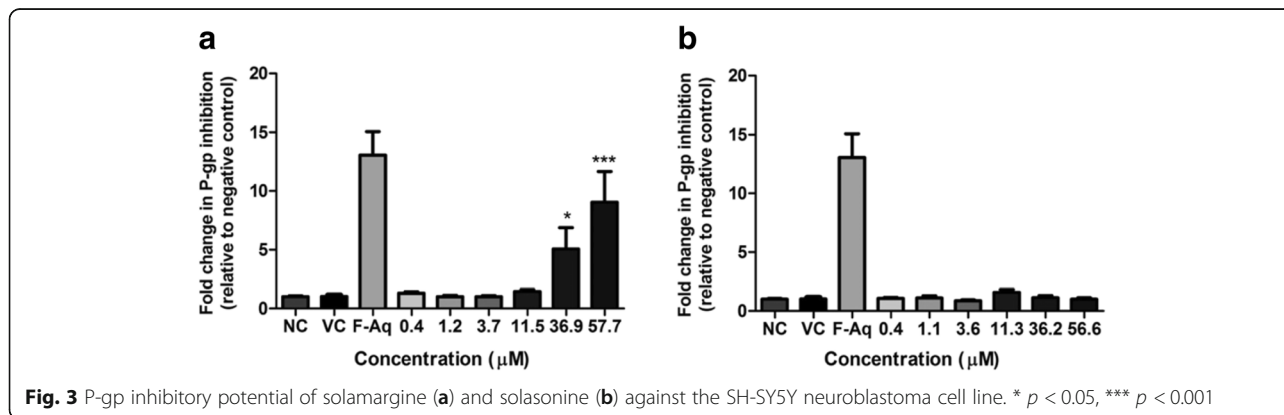 a
Fold change in P-gp inhibition
(relative to negative control)
20
15
10
5
0
*
***
NC VC F-Aq 0.4 1.2 3.7 11.5 36.9 57.7
Concentration (µM)
b
Fold change in P-gp inhibition
(relative to negative control)
20
15
10
5
0
NC VC F-Aq 0.4 1.1 3.6 11.3 36.2 56.6
Concentration (µM)
Fig. 3 P-gp inhibitory potential of solamargine (a) and solasonine (b) against the SH-SY5Y neuroblastoma cell line. * p < 0.05, *** p < 0.001